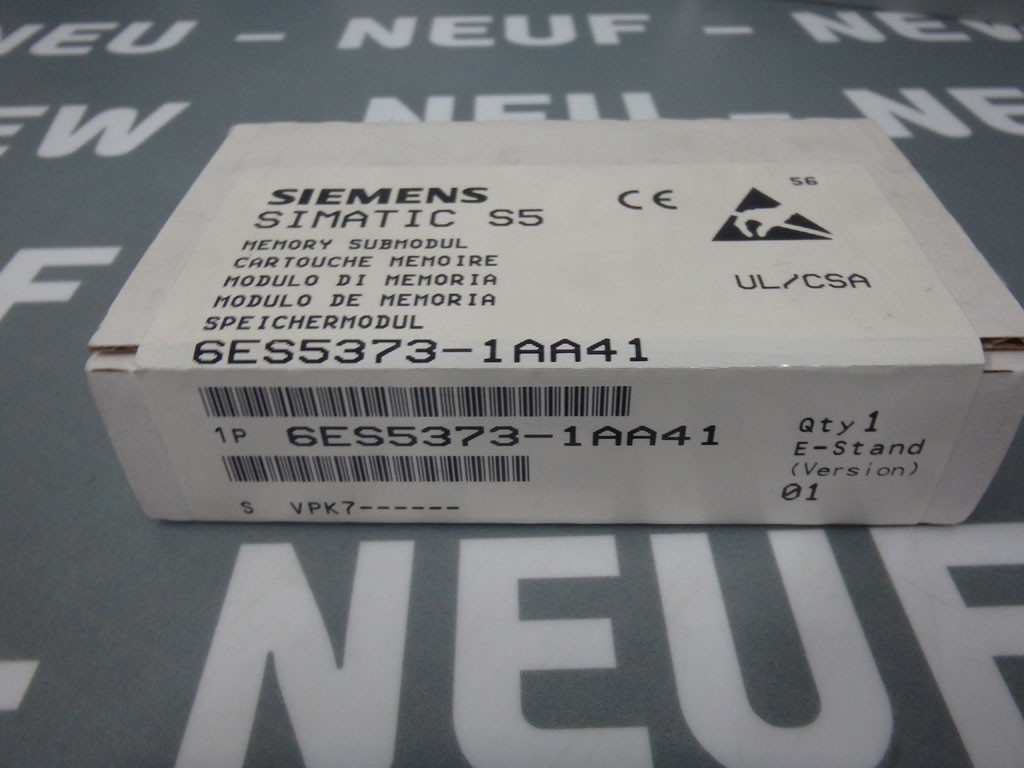 NEU - NEUF - NEW
EW NEU - NE
SIEMENS
SIMATIC S5
MEMORY SUBMODUL
CARTOUCHE MEMOIRE
MODULO DI MEMORIA
MODULO DE MEMORIA
SPEICHERMODUL
6ES5373-1AA41
CE
56
UL/CSA
1P 6ES5373-1AA41
S VPK7------
Qty 1
E-Stand
(Version)
01
F
- NEUF